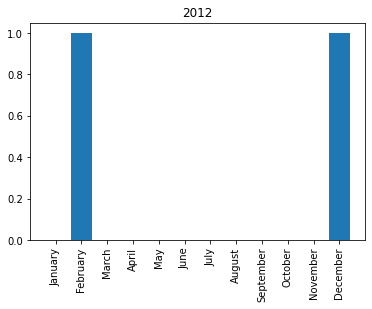 2012
1.0
0.8
0.6
0.4
0.2
0.0
January
February
March
April
May
June
July
August
September
October
November
December